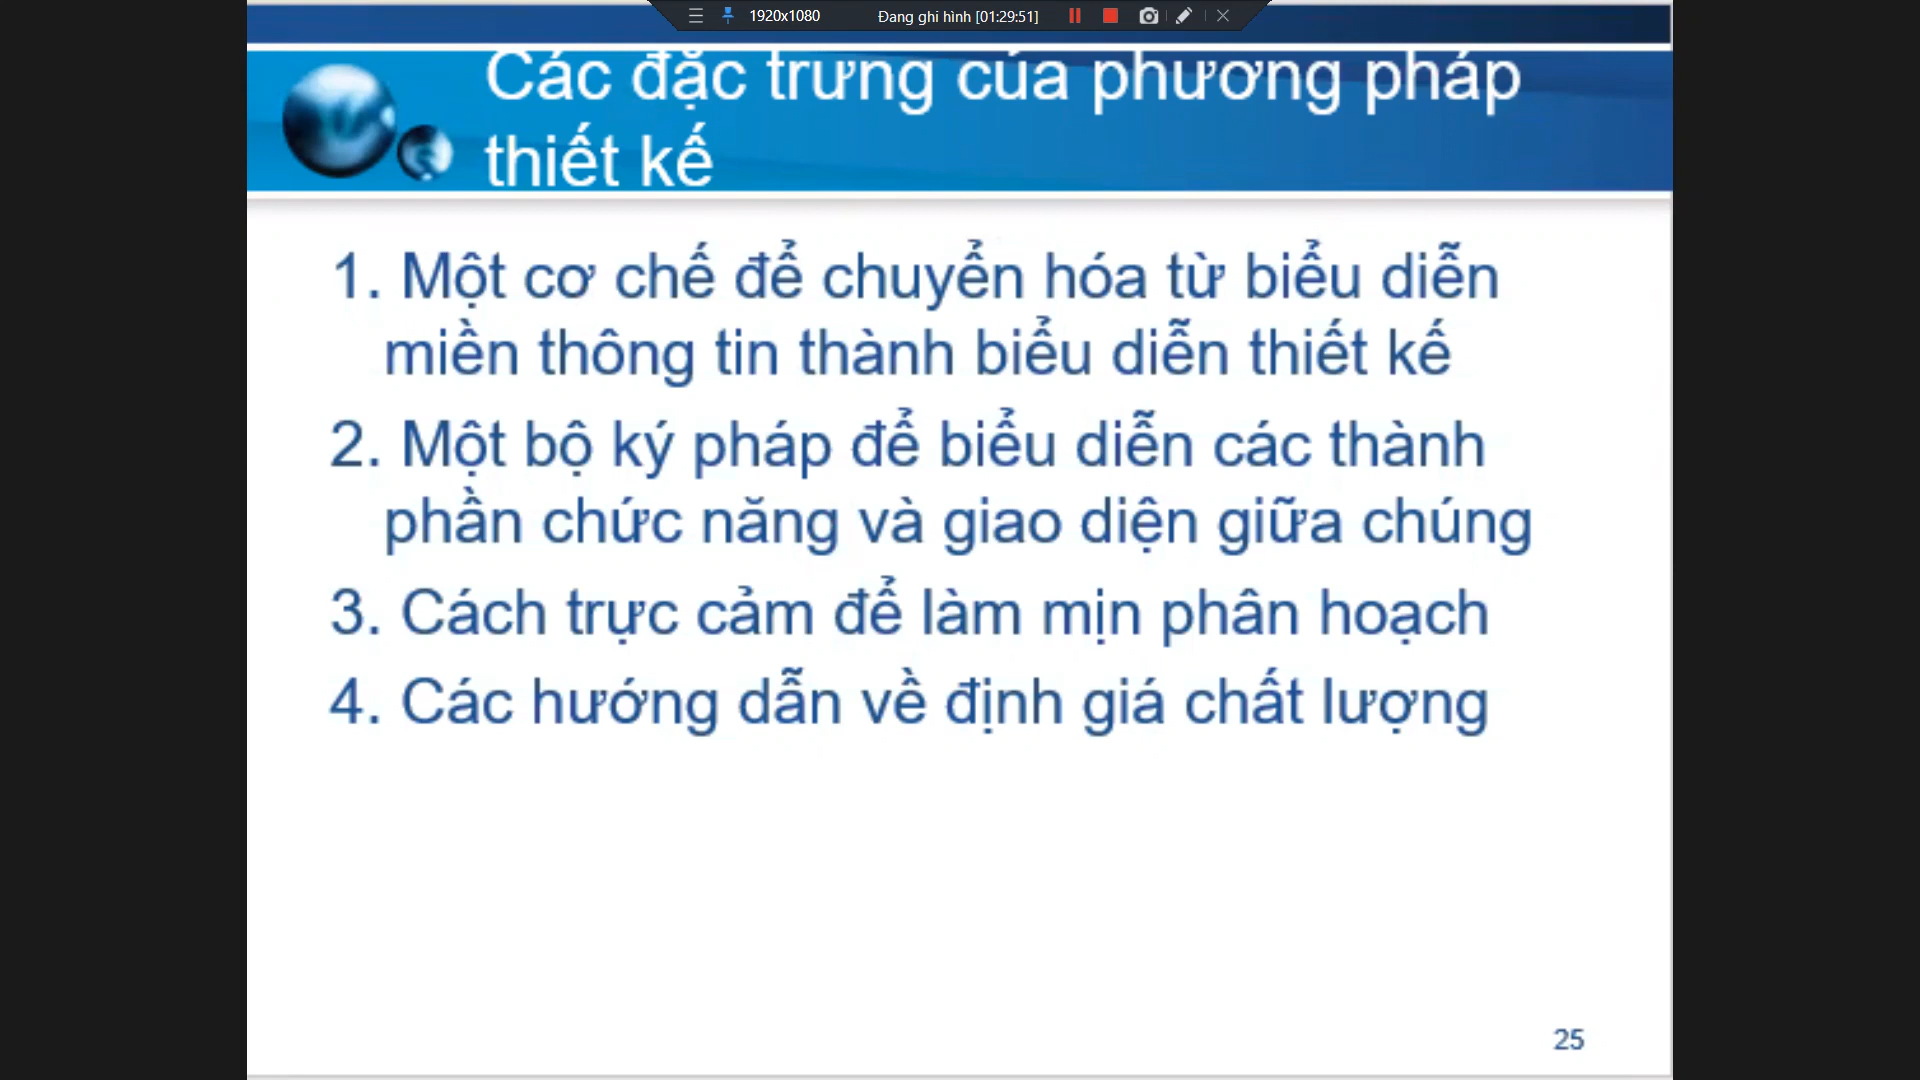 1920x1080
Đang ghi hình [01:29:51]
Các đặc trưng của phương pháp
thiết kế
1. Một cơ chế để chuyển hóa từ biểu diễn
miền thông tin thành biểu diễn thiết kế
2. Một bộ ký pháp để biểu diễn các thành
phần chức năng và giao diện giữa chúng
3. Cách trực cảm để làm mịn phân hoạch
4. Các hướng dẫn về định giá chất lượng
25